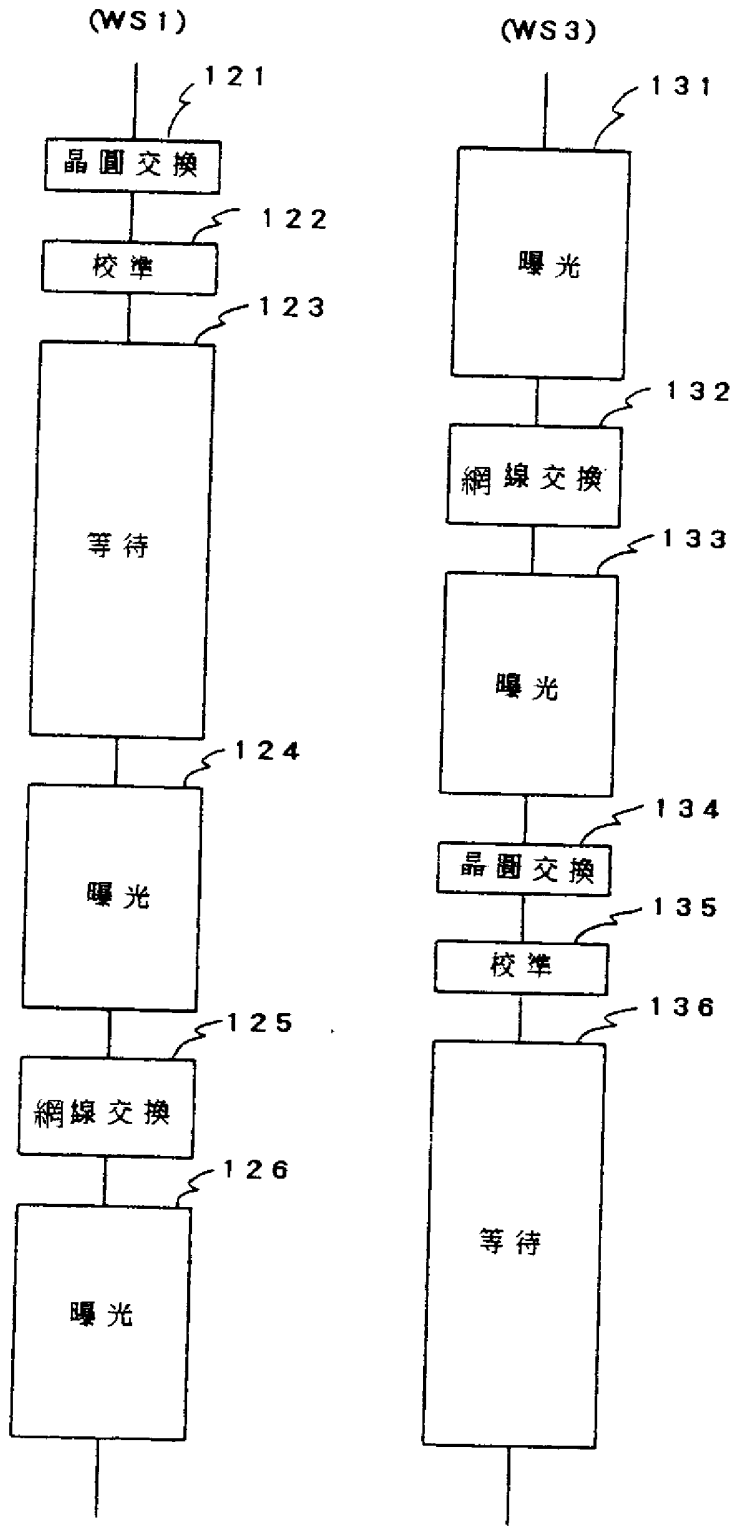 (WS1)
121
晶圓交換
122
校準
123
等待
124
曝光
125
網線交換
126
曝光
(WS3)
131
曝光
132
網線交換
133
曝光
134
晶圓交換
135
校準
136
等待